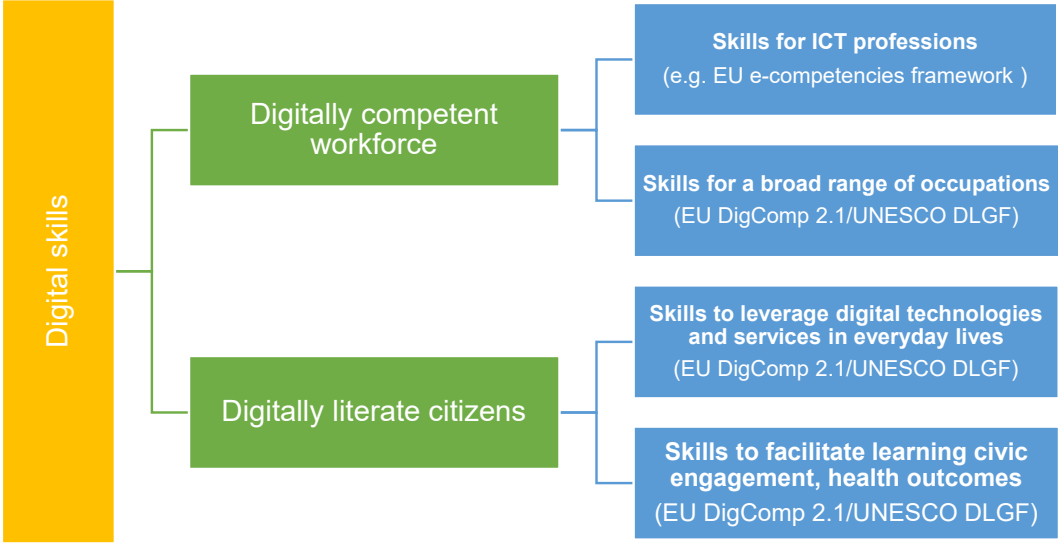 Digital skills
Digitally competent
workforce
Skills for ICT professions
(e.g. EU e-competencies framework )
Skills for a broad range of occupations
(EU DigComp 2.1/UNESCO DLGF)
Digitally literate citizens
Skills to leverage digital technologies
and services in everyday lives
(EU DigComp 2.1/UNESCO DLGF)
Skills to facilitate learning civic
engagement, health outcomes
(EU DigComp 2.1/UNESCO DLGF)